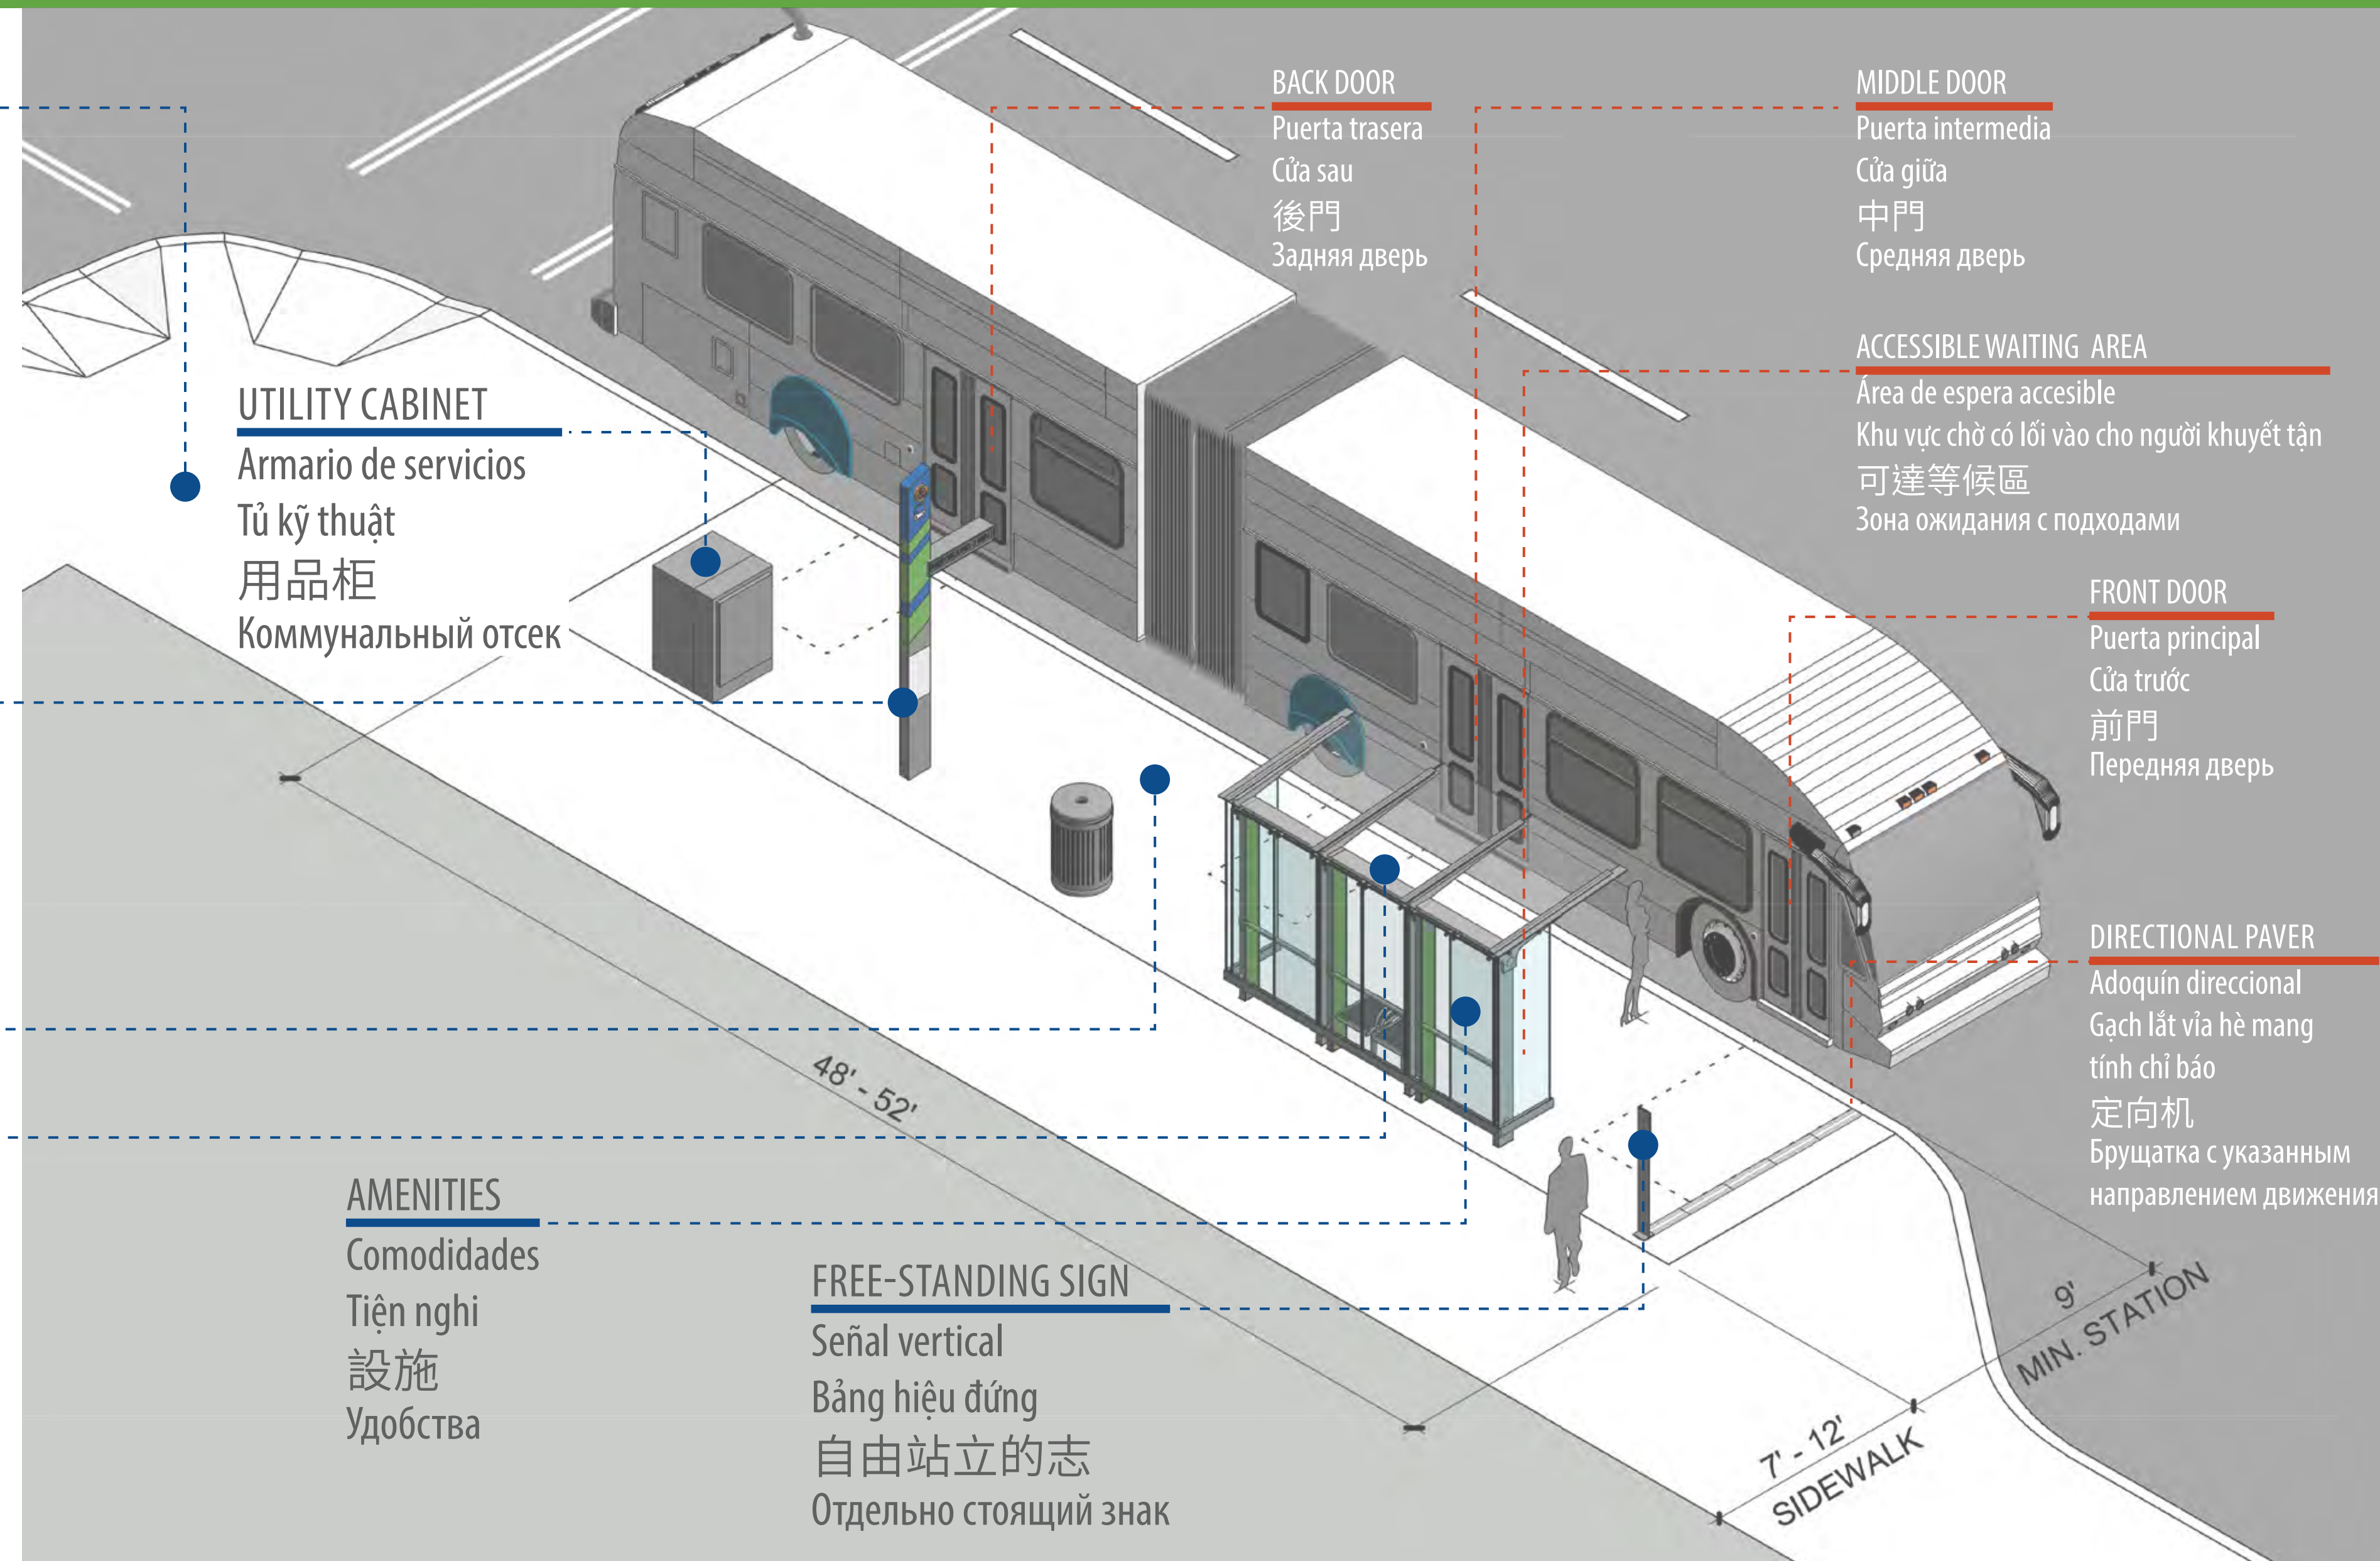 BACK DOOR
Puerta trasera
Cửa sau
後門
Задняя дверь
MIDDLE DOOR
Puerta intermedia
Cửa giữa
中門
Средняя дверь
ACCESSIBLE WAITING AREA
Área de espera accesible
Khu vực chờ có lối vào cho người khuyết tận
可達等候區
Зона ожидания с подходами
UTILITY CABINET
Armario de servicios
Tủ kỹ thuật
用品柜
Коммунальный отсек
FRONT DOOR
Puerta principal
Cửa trước
前門
Передняя дверь
DIRECTIONAL PAVER
Adoquín direccional
Gạch lắt vỉa hè mang
tính chỉ báo
定向机
Брущатка с указанным
направлением движения
48' - 52'
AMENITIES
Comodidades
Tiện nghi
設施
Удобства
FREE-STANDING SIGN
Señal vertical
Bảng hiệu đứng
自由站立的志
Отдельно стоящий знак
9'
MIN. STATION
7' - 12'
SIDEWALK